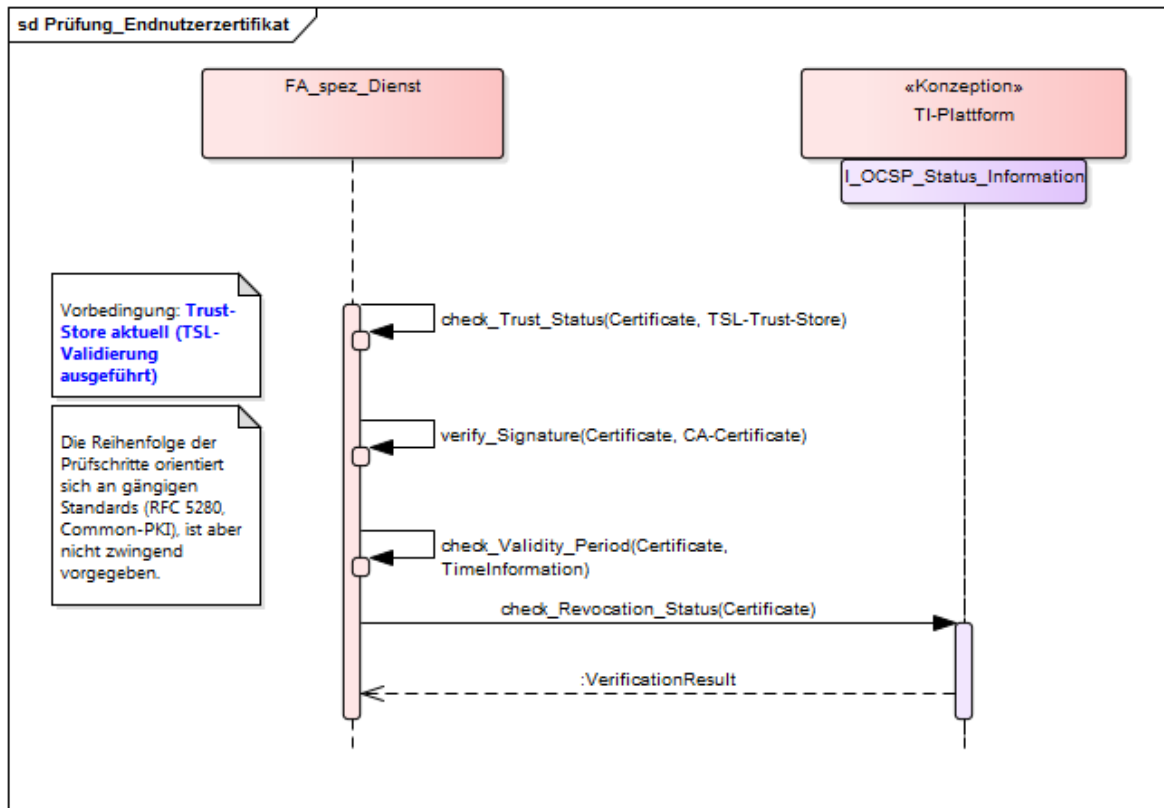 sd Prüfung_Endnutzerzertifikat
FA_spez_Dienst
«Konzeption»
TI-Plattform
I_OCSP_Status_Information
Vorbedingung: Trust-
Store aktuell (TSL-
Validierung
ausgeführt)
check_Trust_Status(Certificate, TSL-Trust-Store)
Die Reihenfolge der
Prüfschritte orientiert
sich an gängigen
Standards (RFC 5280,
Common-PKI), ist aber
nicht zwingend
vorgegeben.
verify_Signature(Certificate, CA-Certificate)
check_Validity_Period(Certificate,
TimeInformation)
check_Revocation_Status(Certificate)
:VerificationResult